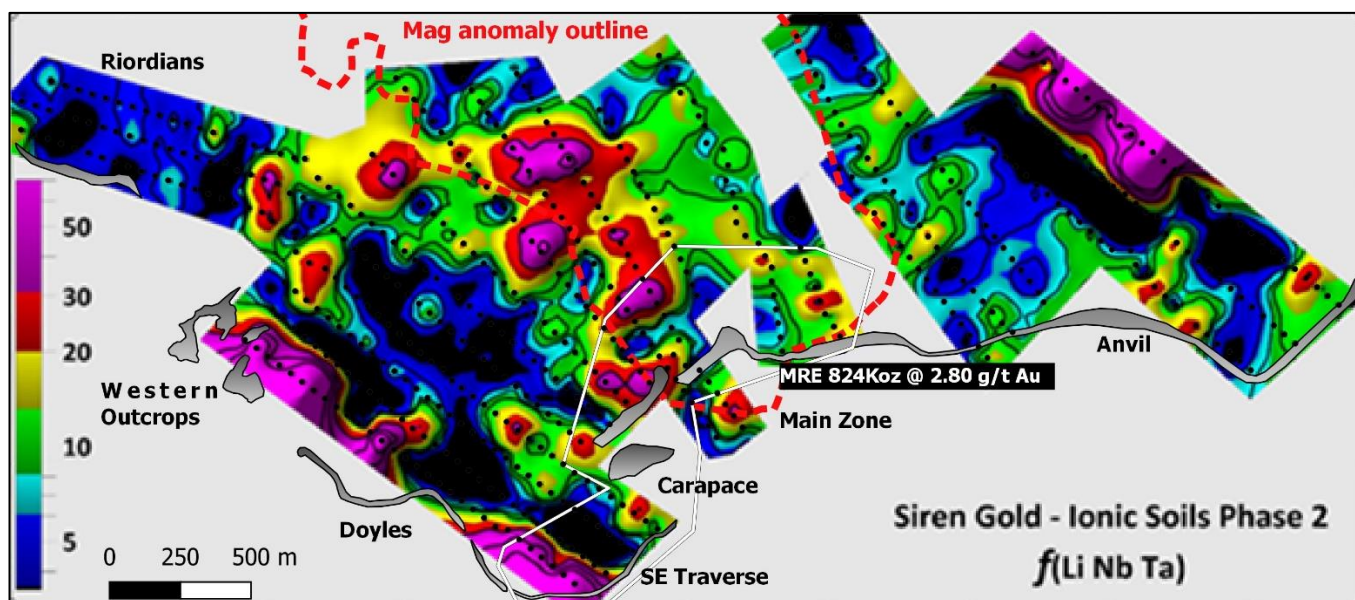 Riordians
Mag anomaly outline
50
30
20
10
5
Western
Outcrops
Doyles
0 250 500 m
Carapace
SE Traverse
MRE 824Koz @ 2.80 g/t Au
Main Zone
Anvil
Siren Gold - Ionic Soils Phase 2
f(Li Nb Ta)